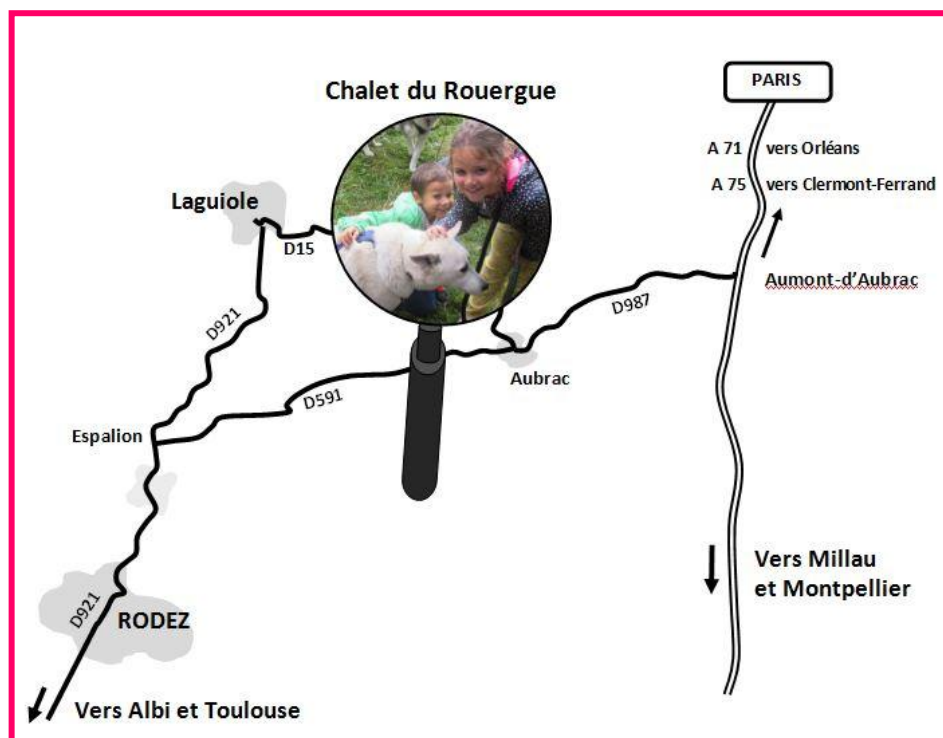 PARIS
Chalet du Rouergue
A 71 vers Orléans
A 75 vers Clermont-Ferrand
Laguiole
D15
Aumont-d'Aubrac
D987
D921
Aubrac
D591
Espalion
Vers Millau
et Montpellier
D921
RODEZ
Vers Albi et Toulouse